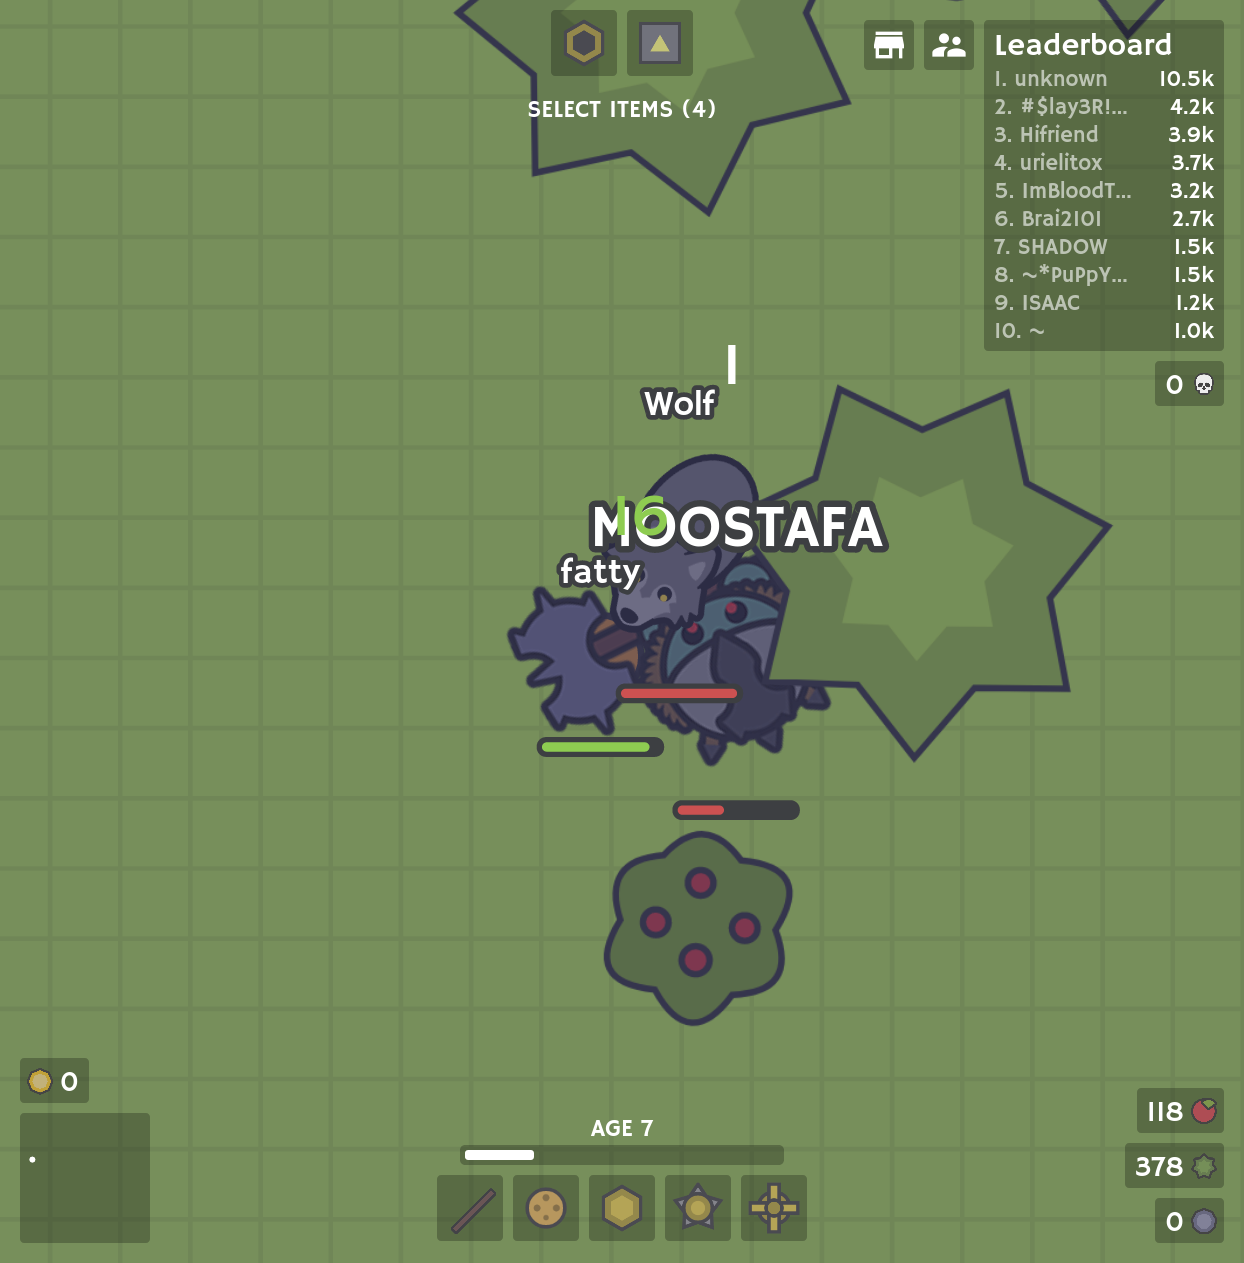 SELECT ITEMS (4)
Leaderboard
1. unknown 10.5k
2. #$lay3R!... 4.2k
3. Hifriend 3.9k
4. urielitox 3.7k
5. ImBloodT... 3.2k
6. Brai2101 2.7k
7. SHADOW 1.5k
8. ~*PuPpY... 1.5k
9. ISAAC 1.2k
10. ~ 1.0k
0
1
Wolf
16
MOOSTAFA
fatty
0
AGE 7
118
378
0